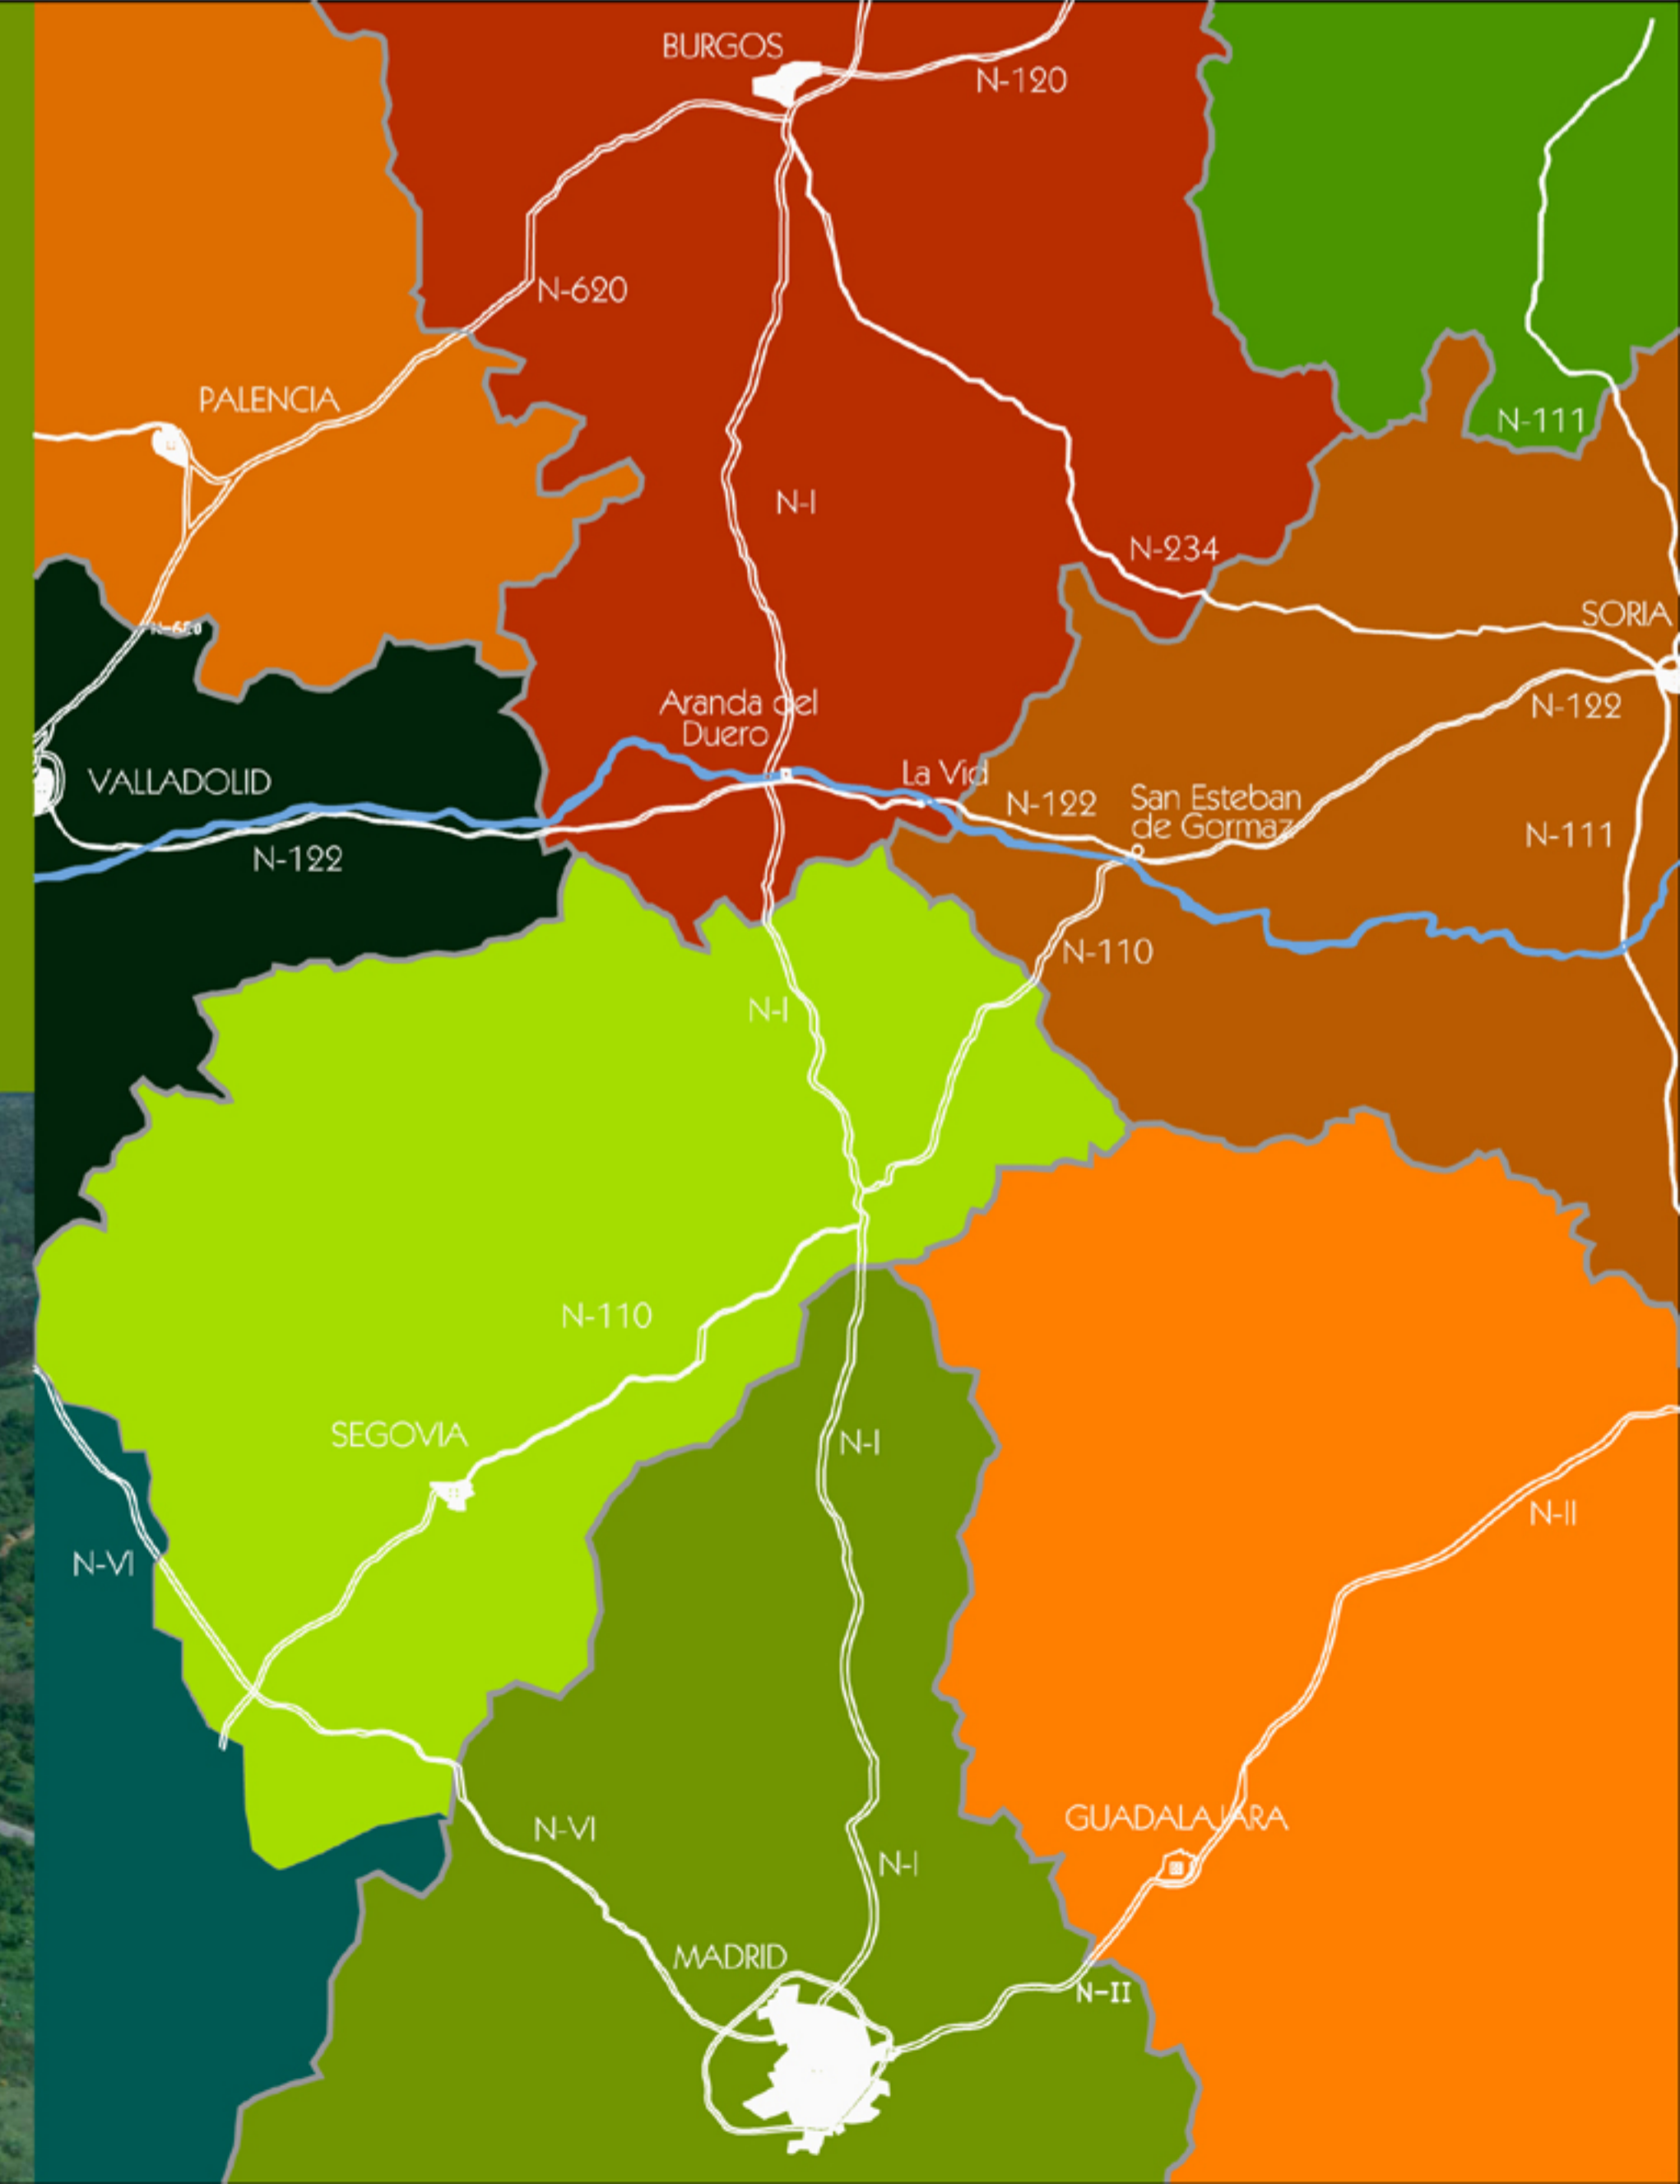 BURGOS
N-120
N-620
PALENCIA
N-111
N-I
N-234
SORIA
N-620
Aranda del
Duero
N-122
La Vid
VALLADOLID
N-122
San Esteban
de Gormaz
N-111
N-122
N-110
N-I
N-110
SEGOVIA
N-I
N-II
N-VI
GUADALAJARA
N-VI
N-I
MADRID
N-II